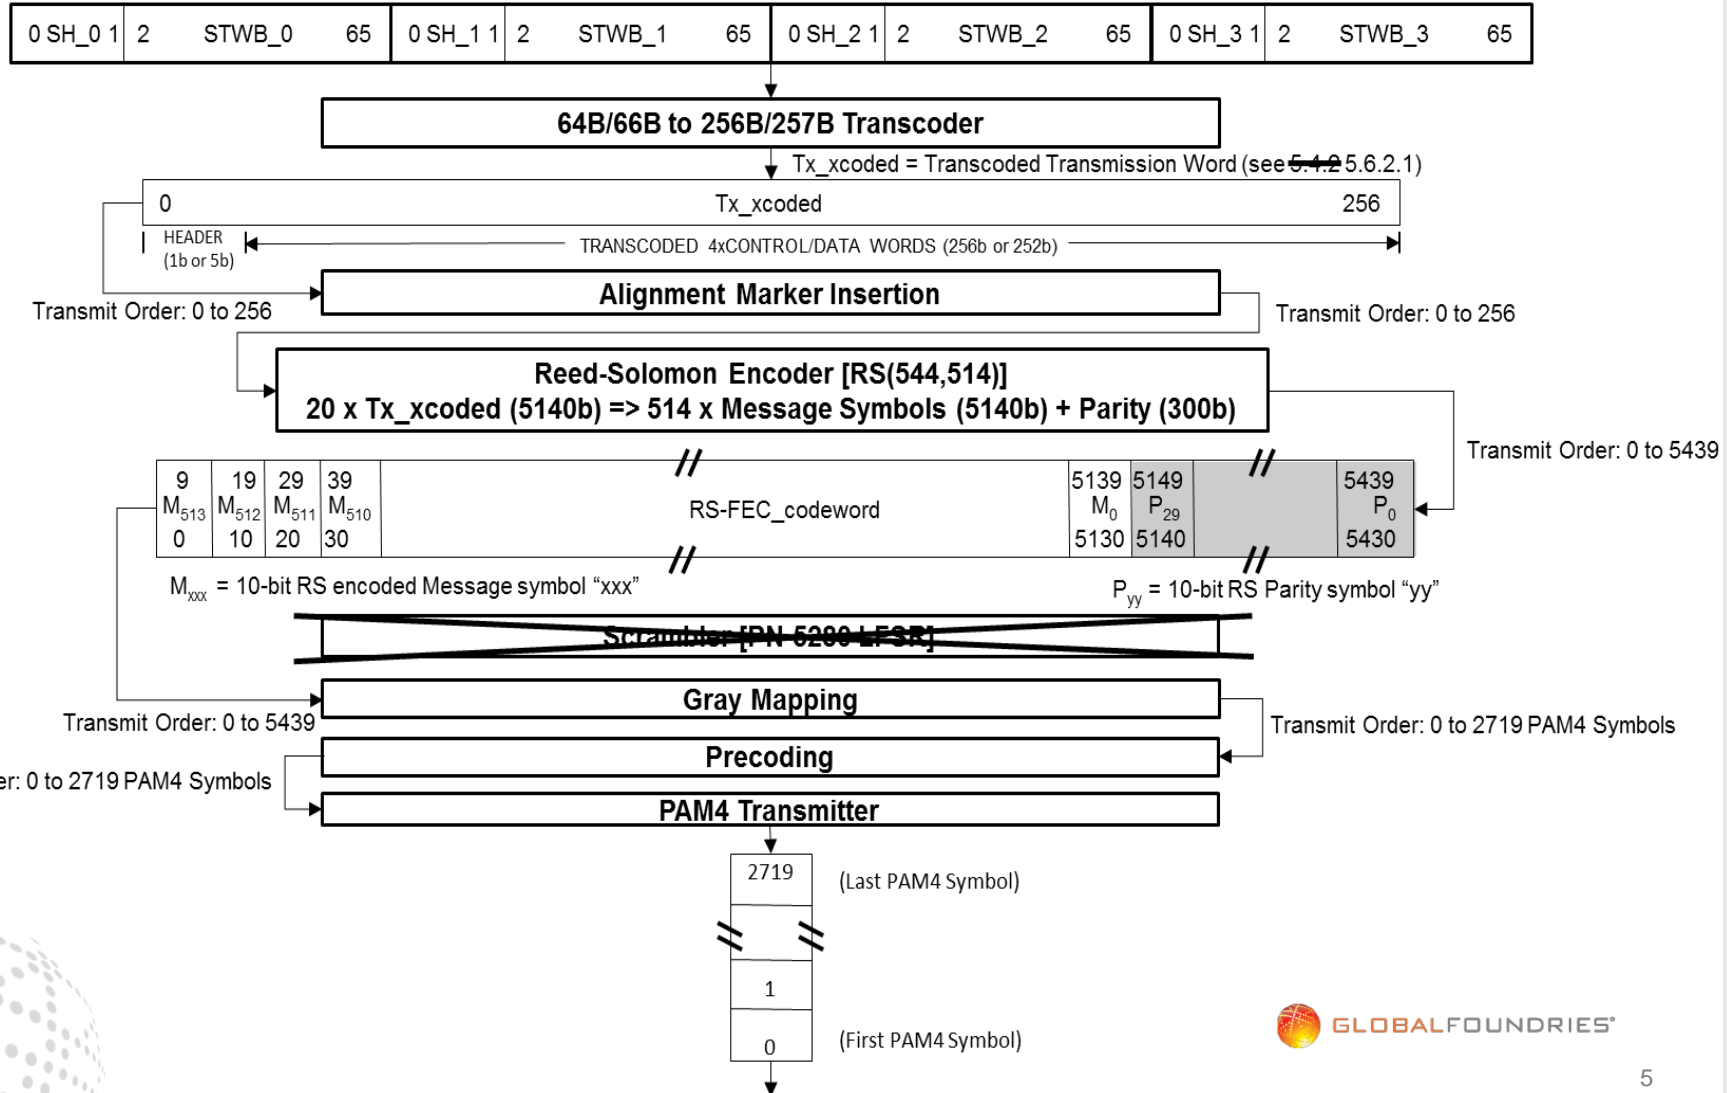 0 SH_0 1 2 STWB_0 65 0 SH_1 1 2 STWB_1 65 0 SH_2 1 2 STWB_2 65 0 SH_3 1 2 STWB_3 65
64B/66B to 256B/257B Transcoder
Tx_xcoded = Transcoded Transmission Word (see 5.4.2 5.6.2.1)
0 Tx_xcoded 256
HEADER
(1b or 5b)
TRANSCODED 4xCONTROL/DATA WORDS (256b or 252b)
Alignment Marker Insertion
Transmit Order: 0 to 256
Transmit Order: 0 to 256
Reed-Solomon Encoder [RS(544,514)]
20 x Tx_xcoded (5140b) => 514 x Message Symbols (5140b) + Parity (300b)
Transmit Order: 0 to 5439
9 19 29 39 5139 5149 5439
M513 M512 M511 M510 RS-FEC_codeword M0 P29 P0
0 10 20 30 5130 5140 5430
Mxxx = 10-bit RS encoded Message symbol “xxx”
Pyy = 10-bit RS Parity symbol “yy”
Scrambler [PN-5280 LFSR]
Gray Mapping
Transmit Order: 0 to 5439
Transmit Order: 0 to 2719 PAM4 Symbols
Precoding
er: 0 to 2719 PAM4 Symbols
PAM4 Transmitter
2719
(Last PAM4 Symbol)
1
0
(First PAM4 Symbol)
GLOBALFOUNDRIES®
5